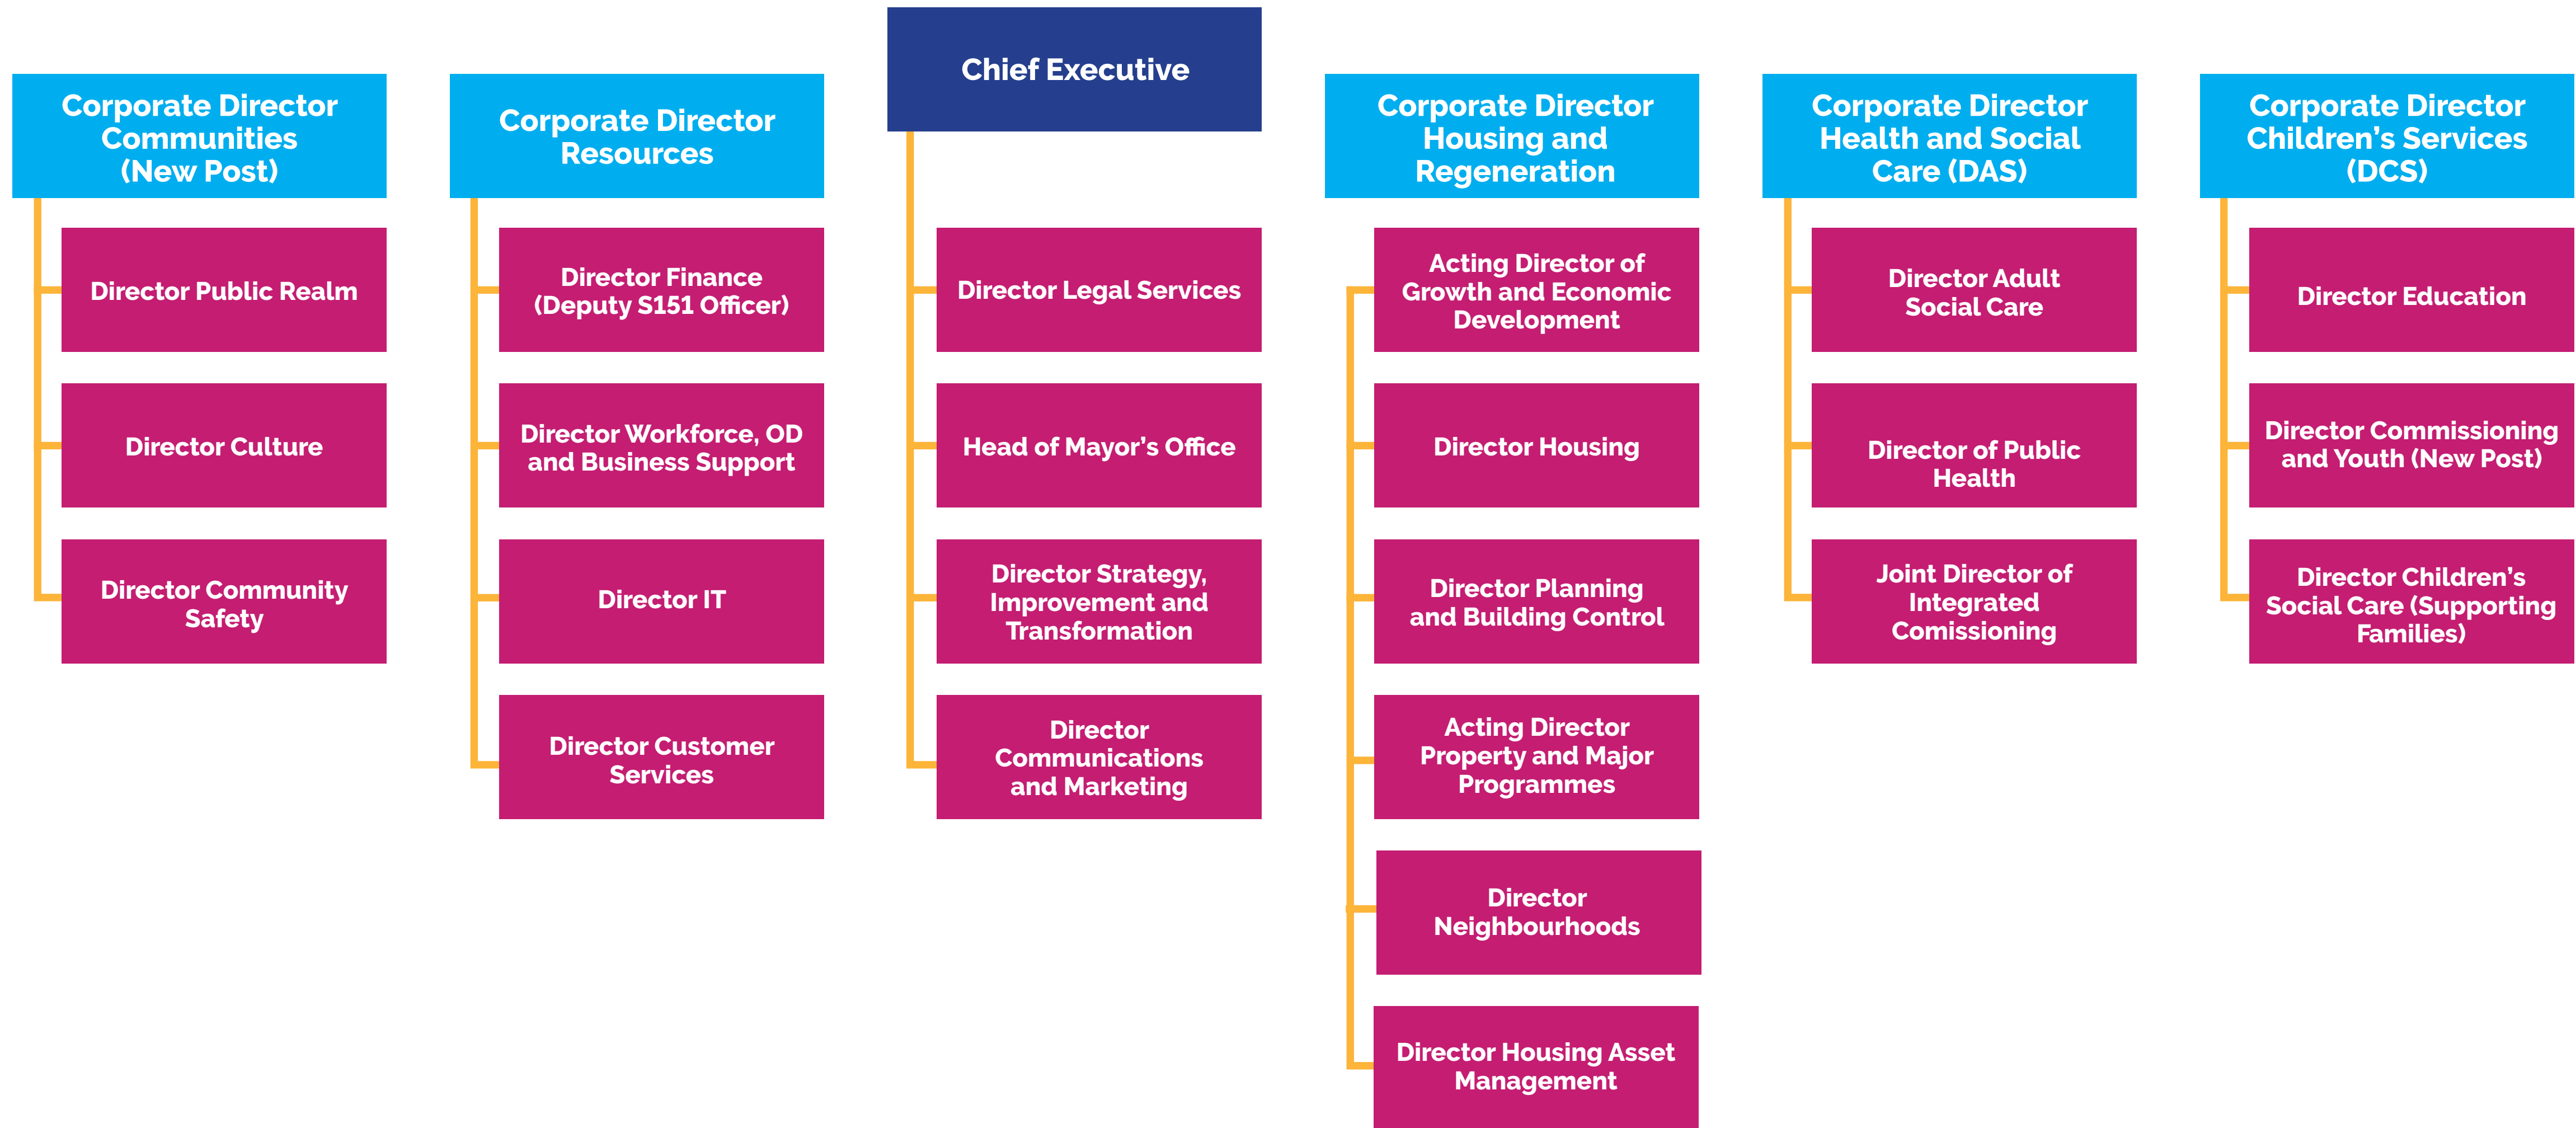 Chief Executive
Corporate Director
Communities
(New Post)
Director Public Realm
Director Culture
Director Community
Safety
Corporate Director
Resources
Director Finance
(Deputy S151 Officer)
Director Workforce, OD
and Business Support
Director IT
Director Customer
Services
Director Legal Services
Head of Mayor’s Office
Director Strategy,
Improvement and
Transformation
Director
Communications
and Marketing
Corporate Director
Housing and
Regeneration
Acting Director of
Growth and Economic
Development
Director Housing
Director Planning
and Building Control
Acting Director
Property and Major
Programmes
Director
Neighbourhoods
Director Housing Asset
Management
Corporate Director
Health and Social
Care (DAS)
Director Adult
Social Care
Director of Public
Health
Joint Director of
Integrated
Comissioning
Corporate Director
Children’s Services
(DCS)
Director Education
Director Commissioning
and Youth (New Post)
Director Children’s
Social Care (Supporting
Families)